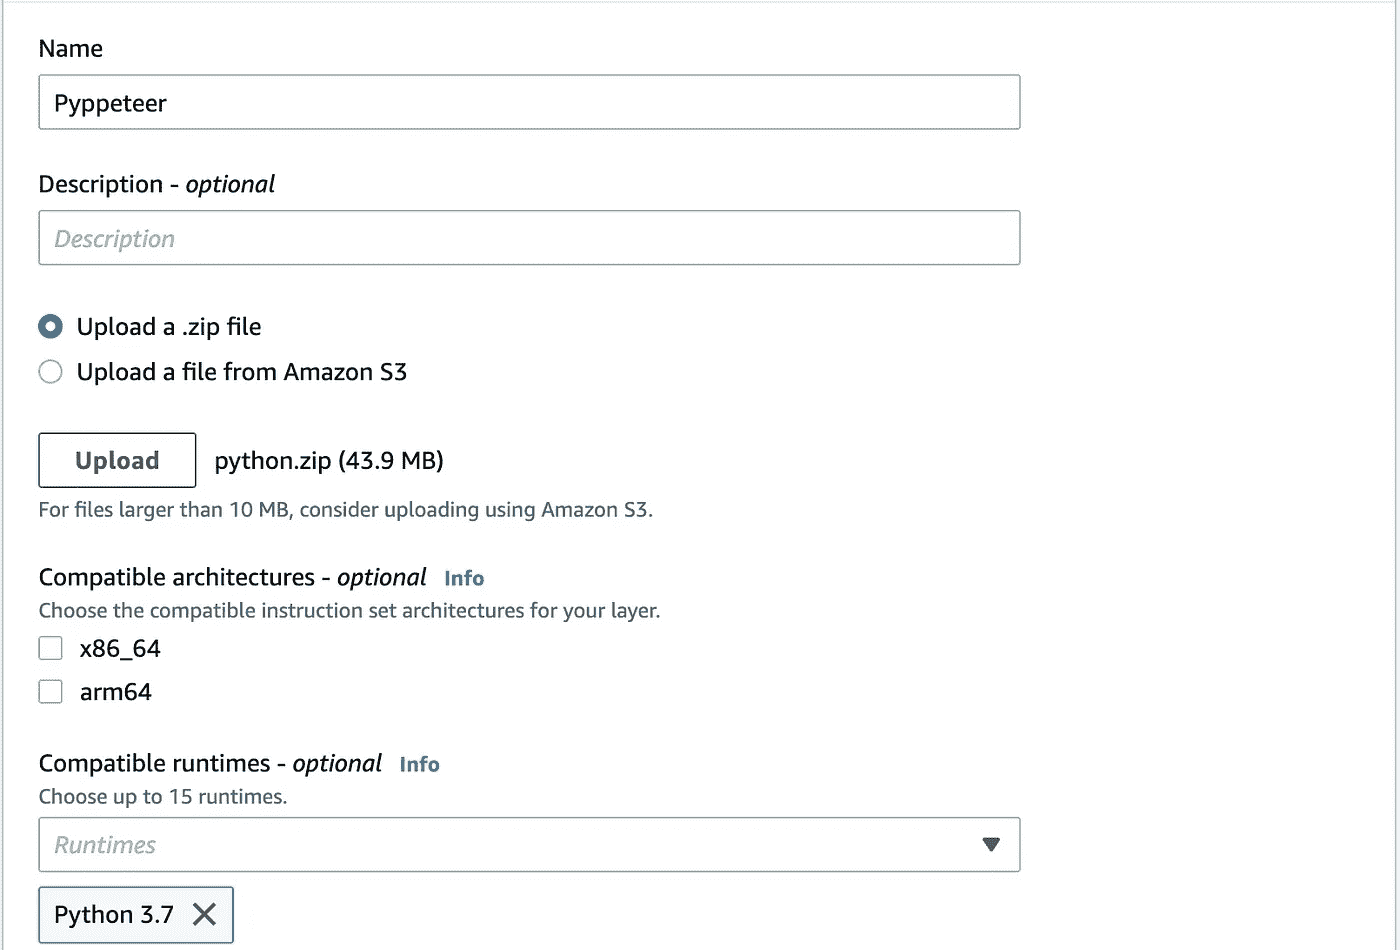 Name
Pyppeteer
Description - optional
Description
Upload a .zip file
Upload a file from Amazon S3
Upload python.zip (43.9 MB)
For files larger than 10 MB, consider uploading using Amazon S3.
Compatible architectures - optional Info
Choose the compatible instruction set architectures for your layer.
x86_64
arm64
Compatible runtimes - optional Info
Choose up to 15 runtimes.
Runtimes
Python 3.7